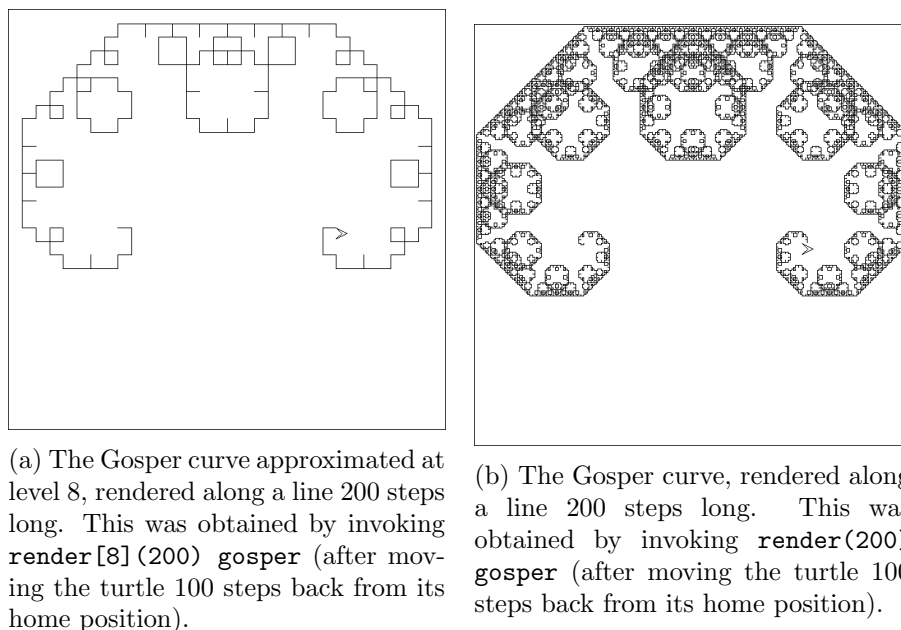 (a) The Gosper curve approximated at
level 8, rendered along a line 200 steps
long. This was obtained by invoking
render[8](200) gosper (after mov-
ing the turtle 100 steps back from its
home position).
(b) The Gosper curve, rendered along
a line 200 steps long. This wa
obtained by invoking render(200)
gosper (after moving the turtle 100
steps back from its home position).